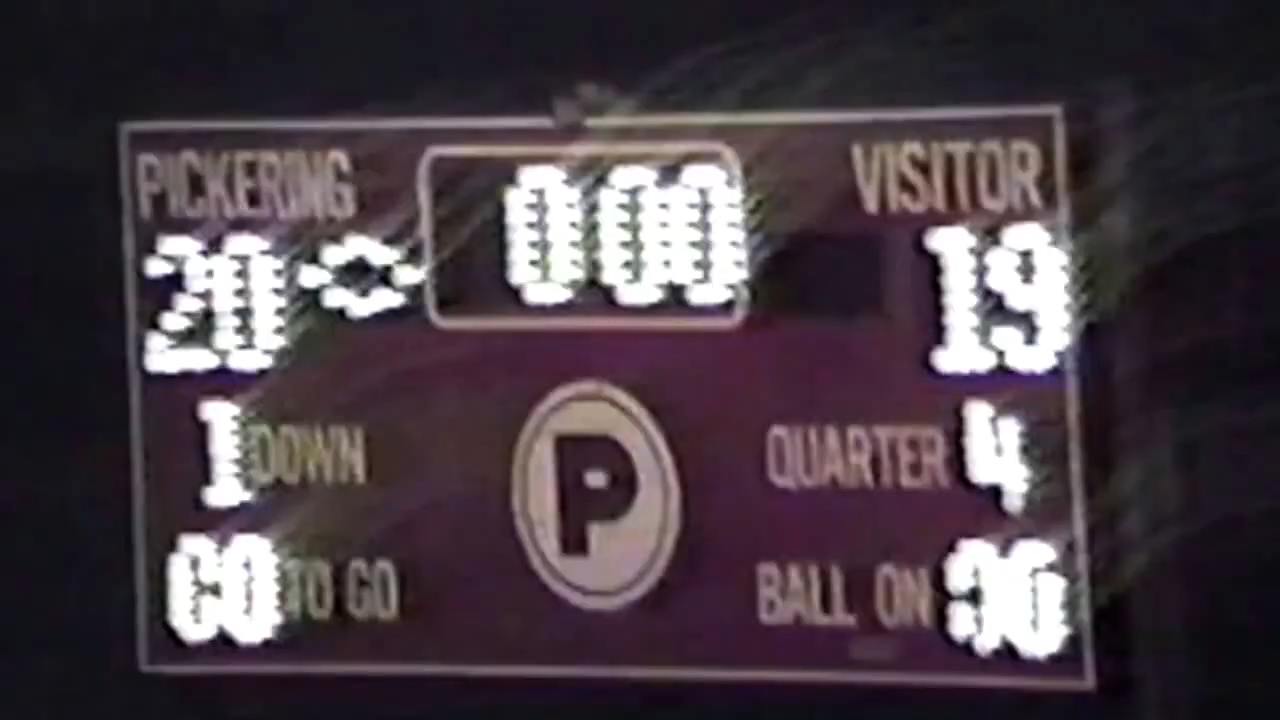 PICKERING 000 VISITOR
20 19
1 DOWN QUARTER 4
P
TO GO BALL ON